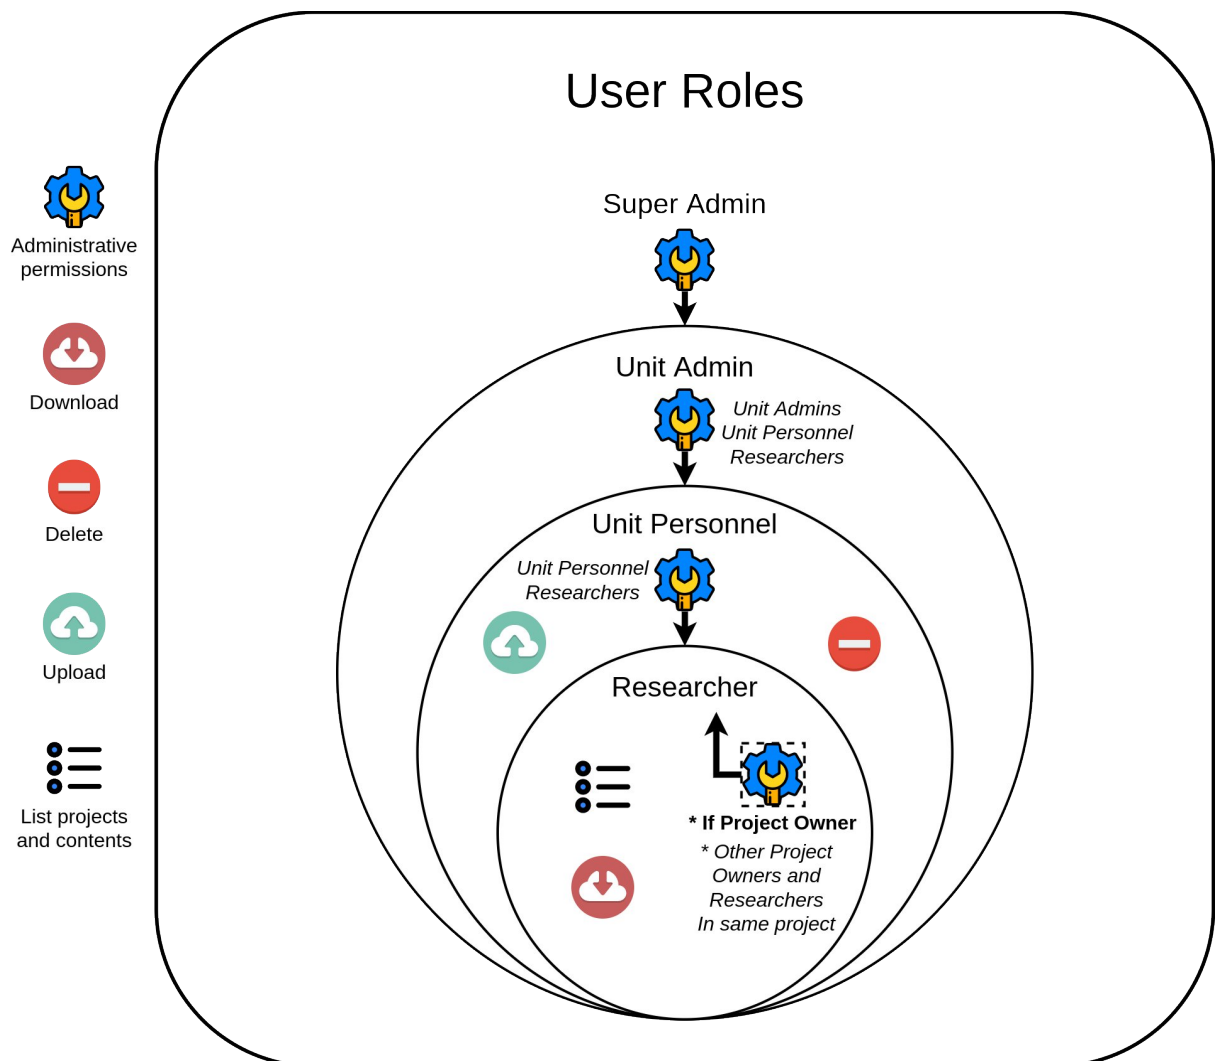 User Roles
Administrative
permissions
Download
Delete
Upload
List projects
and contents
Super Admin
Unit Admin
Unit Admins
Unit Personnel
Researchers
Unit Personnel
Unit Personnel
Researchers
Researcher
* If Project Owner
* Other Project
Owners and
Researchers
In same project